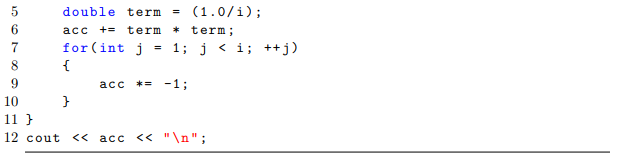 5 double term = (1.0/i);
6 acc += term * term;
7 for(int j = 1; j < i; ++j)
8 {
9 acc *= -1;
10 }
11 }
12 cout << acc << "\n";